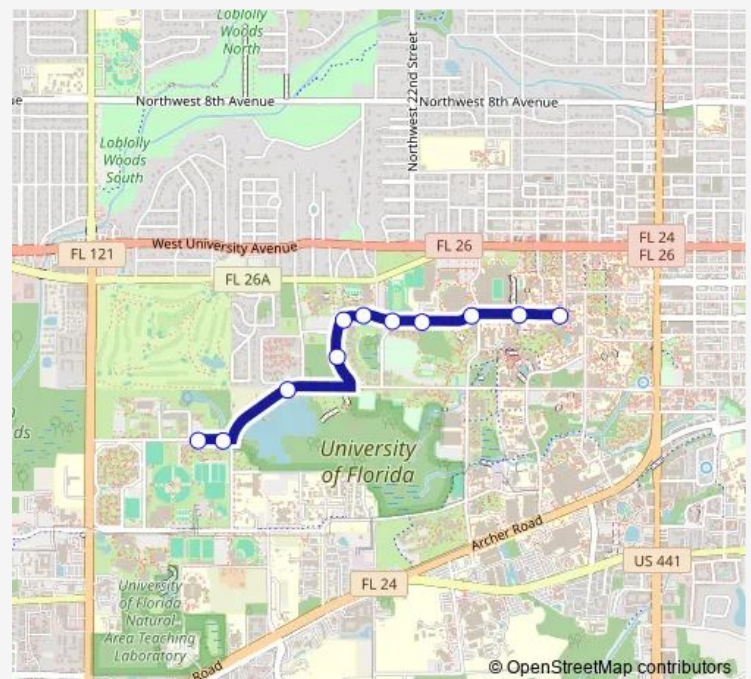 Loblolly
Woods
North
Northwest 22nd Street
ue
Northwest 8th Avenue
Northwest 8th Avenue
Loblolly
Woods
South
FL 121
West University Avenue
FL 26
FL 24
FL 26
FL 26A
ds
University
of Florida
Archer Road
FL 24
US 441
University
of Florida
Natural
Area Teaching
Laboratory
Road
© OpenStreetMap contributors